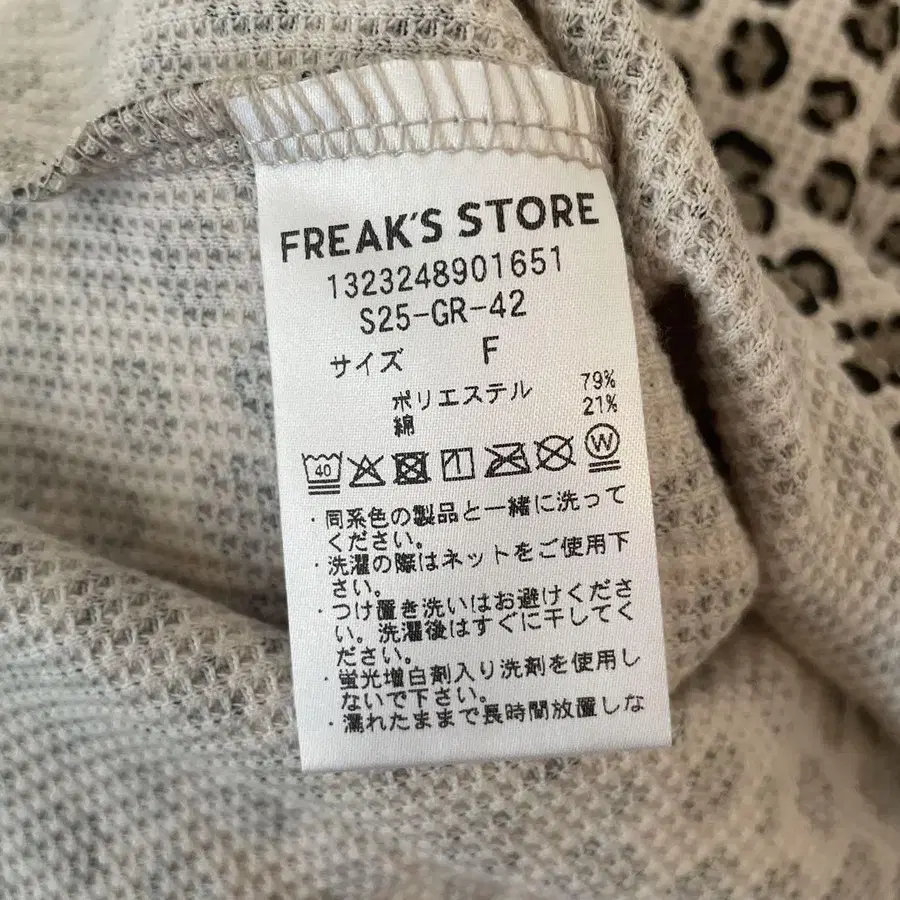 FREAK'S STORE
1323248901651
S25-GR-42
サイズ F
ポリエステル 79%
綿 21%
40 W
・同系色の製品と一緒に洗って
ください。
・洗濯の際はネットをご使用下
さい。
・つけ置き洗いはお避けくださ
い。洗濯後はすぐに干してく
ださい。
・蛍光増白剤入り洗剤を使用し
ないで下さい。
・濡れたままで長時間放置しな